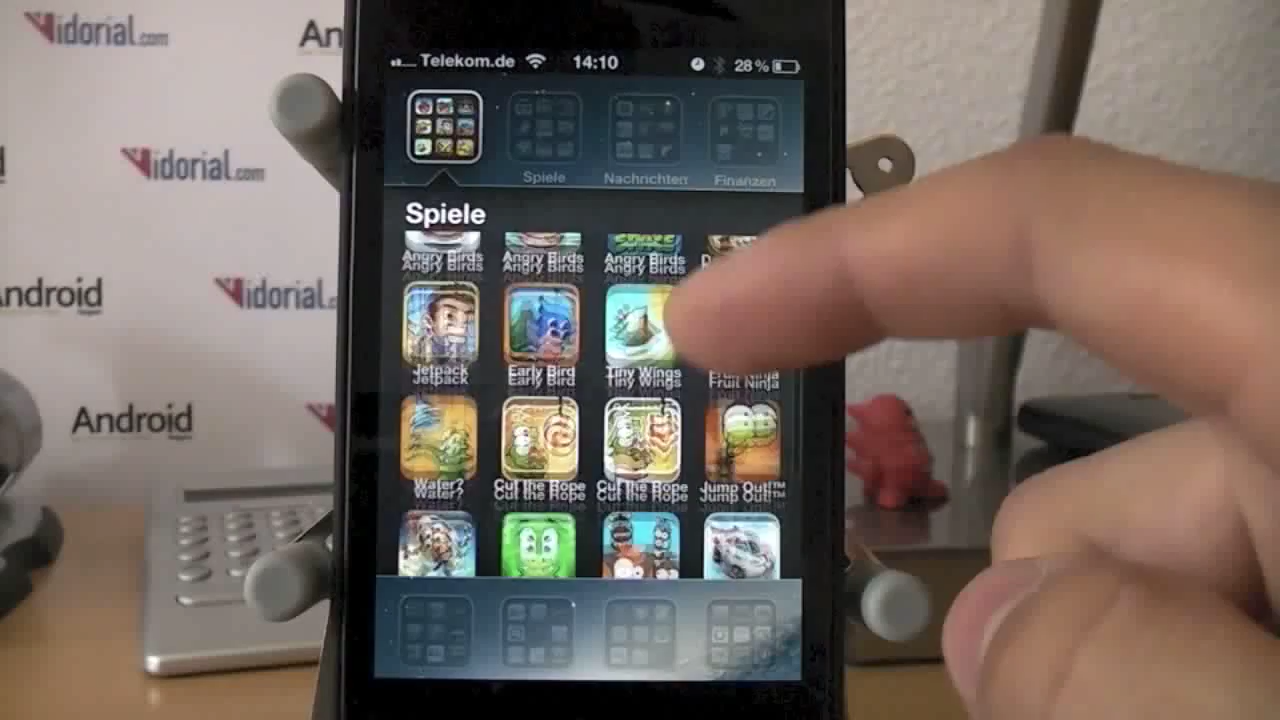 Vidorial.com
An
Telekom.de 14:10 28%
Vidorial.com
Spiele Nachrichten Finanzen
Spiele
Angry Birds Angry Birds Angry Birds
Android
Vidorial.c
Jetpack Early Bird Tiny Wings Fruit Ninja
Android
Water? Cut the Rope Cut the Rope Jump Out!™